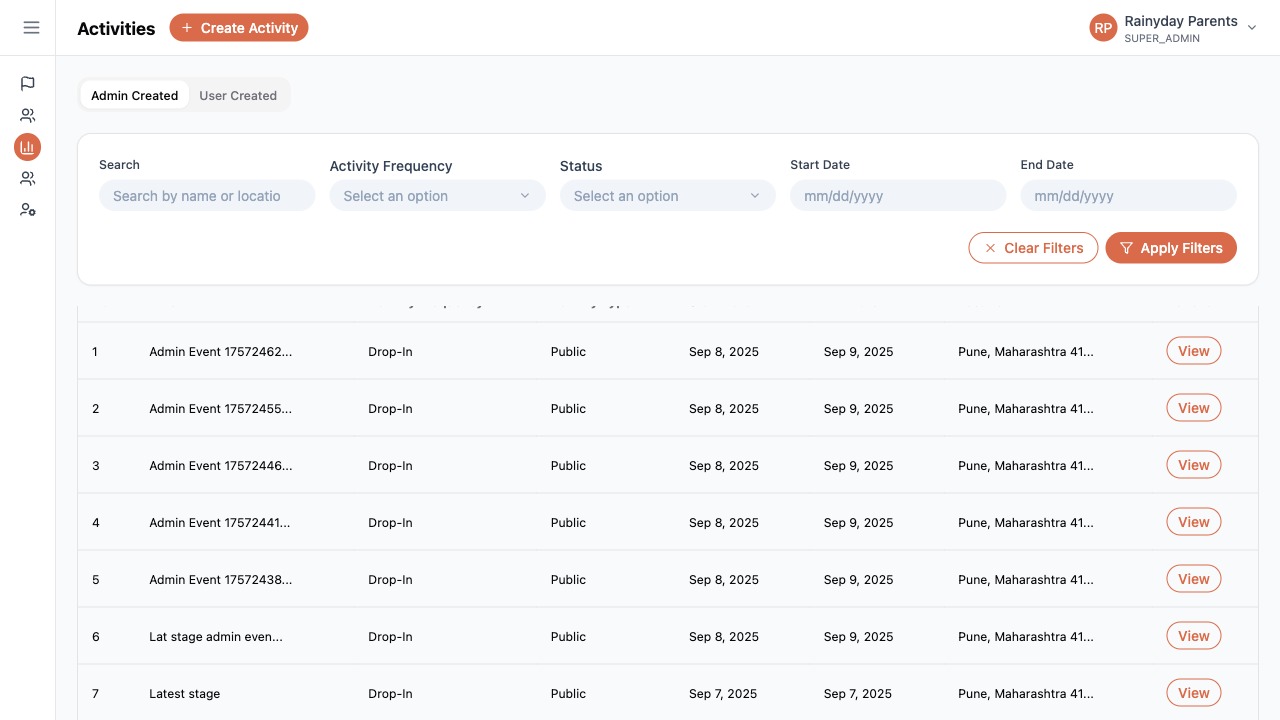 Activities
Create Activity
RP
Rainyday Parents
SUPER_ADMIN
Admin Created
User Created
Search
Activity Frequency
Status
Start Date
End Date
Search by name or locatio
Select an option
Select an option
mm/dd/yyyy
mm/dd/yyyy
Clear Filters
Apply Filters
1 Admin Event 17572462... Drop-In Public Sep 8, 2025 Sep 9, 2025 Pune, Maharashtra 41... View
2 Admin Event 17572455... Drop-In Public Sep 8, 2025 Sep 9, 2025 Pune, Maharashtra 41... View
3 Admin Event 17572446... Drop-In Public Sep 8, 2025 Sep 9, 2025 Pune, Maharashtra 41... View
4 Admin Event 17572441... Drop-In Public Sep 8, 2025 Sep 9, 2025 Pune, Maharashtra 41... View
5 Admin Event 17572438... Drop-In Public Sep 8, 2025 Sep 9, 2025 Pune, Maharashtra 41... View
6 Lat stage admin even... Drop-In Public Sep 8, 2025 Sep 9, 2025 Pune, Maharashtra 41... View
7 Latest stage Drop-In Public Sep 7, 2025 Sep 7, 2025 Pune, Maharashtra 41... View